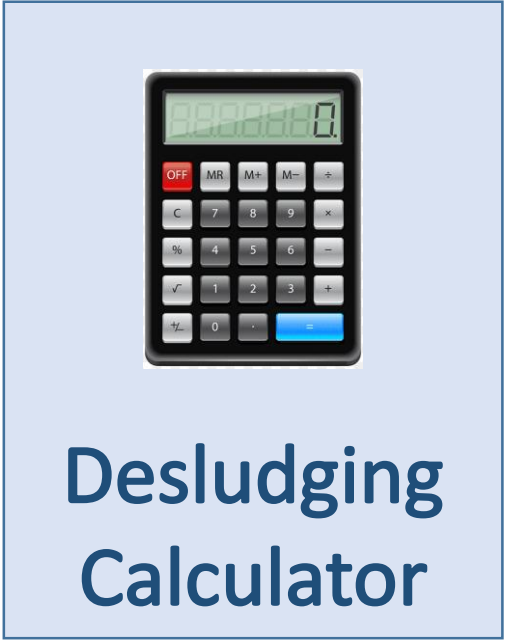 0.
OFF MR M+ M− ÷
C 7 8 9 ×
% 4 5 6 −
√ 1 2 3 +
+/− 0 · =
Desludging
Calculator